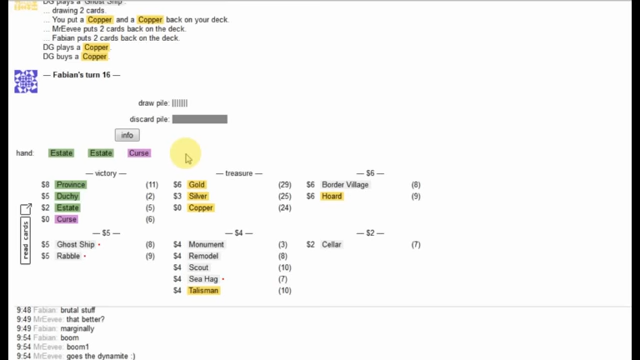 DG plays a Ghost Ship.
... drawing 2 cards.
... You put a Copper and a Copper back on your deck.
... MrEevee puts 2 cards back on the deck.
... Fabian puts 2 cards back on the deck.
DG plays a Copper.
DG buys a Copper.
— Fabian's turn 16 —
draw pile:
discard pile:
info
hand: Estate Estate Curse
— victory — — treasure — — $6 —
$8 Province (11) $6 Gold (29) $6 Border Village (8)
$5 Duchy (2) $3 Silver (25) $6 Hoard (9)
$2 Estate (5) $0 Copper (24)
$0 Curse (6)
read cards
— $5 — — $4 — — $2 —
$5 Ghost Ship (8) $4 Monument (3) $2 Cellar (7)
$5 Rabble (9) $4 Remodel (8)
$4 Scout (10)
$4 Sea Hag (7)
$4 Talisman (10)
9:48 Fabian: brutal stuff
9:49 MrEevee: that better?
9:49 Fabian: marginally
9:54 Fabian: boom
9:54 MrEevee: boom1
9:54 MrEevee: goes the dynamite :)